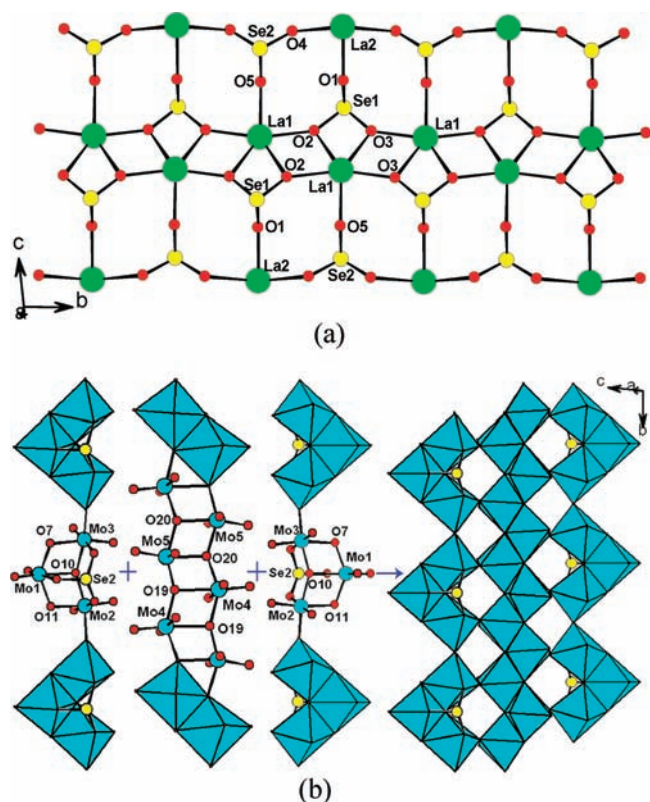 Se2 O4 La2
O5 O1 Se1
La1 O2 O3 La1
O2 O3
Se1 La1
O1 O5
La2 Se2
c
b
(a)
c a
b
O20
O7 Mo3 Mo5 Mo3 O7
O10 Mo5 O20 Mo1
Se2 + + Se2 O10
Mo1 O19
O11 Mo2 Mo4 Mo4 Mo2 O11
O19
(b)